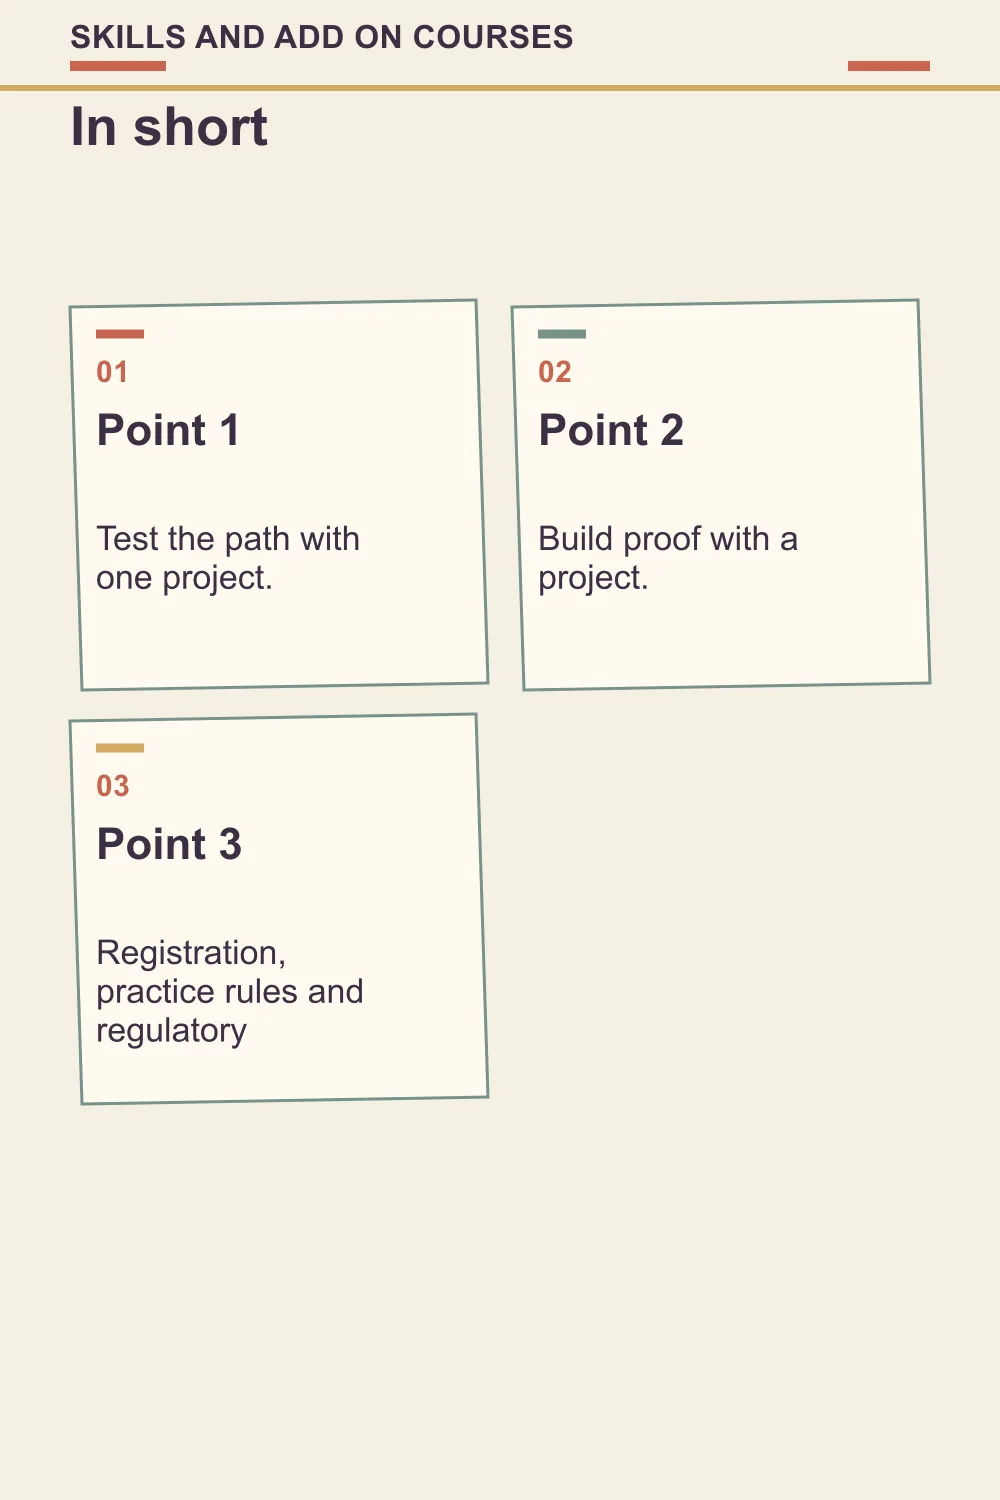 SKILLS AND ADD ON COURSES
In short
01
Point 1
Test the path with
one project.
02
Point 2
Build proof with a
project.
03
Point 3
Registration,
practice rules and
regulatory